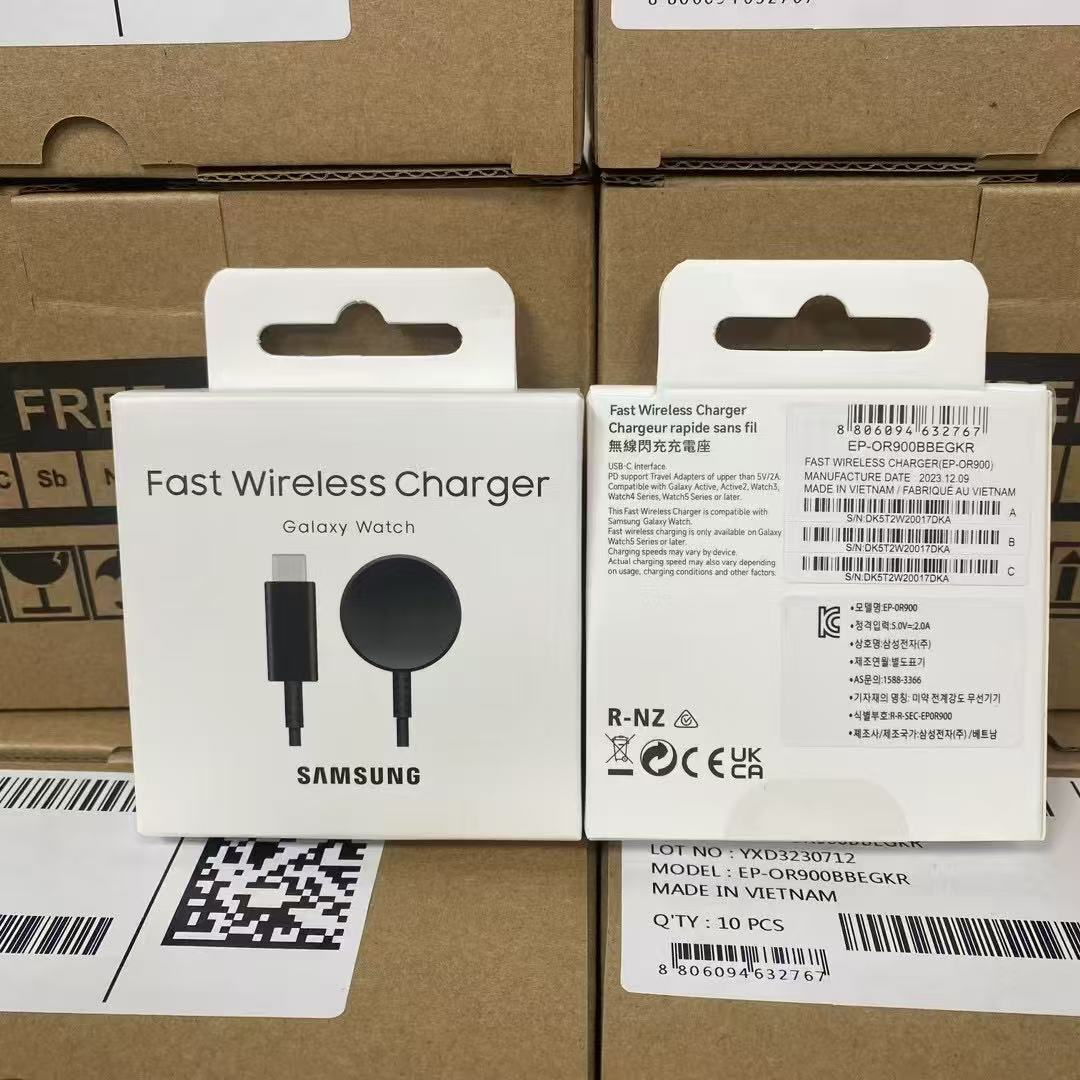 8 806094 632767
FREE
C Sb N
Fast Wireless Charger
Galaxy Watch
SAMSUNG
Fast Wireless Charger
Chargeur rapide sans fil
無線閃充充電座
USB-C Interface.
PD support Travel Adapters of upper than 5V/2A.
Compatible with Galaxy Active, Active2, Watch3,
Watch4 Series, Watch5 Series or later.
This Fast Wireless Charger is compatible with
Samsung Galaxy Watch.
Fast wireless charging is only available on Galaxy
Watch5 Series or later.
Charging speeds may vary by device.
Actual charging speed may also vary depending
on usage, charging conditions and other factors.
R-NZ
CE UK
CA
8 806094 632767
EP-OR900BBEGKR
FAST WIRELESS CHARGER(EP-OR900)
MANUFACTURE DATE 2023.12.09
MADE IN VIETNAM / FABRIQUÉ AU VIETNAM
A
S/N:DK5T2W20017DKA
B
S/N:DK5T2W20017DKA
C
S/N:DK5T2W20017DKA
•모델명:EP-OR900
•정격입력:5.0V⎓2.0A
•상호명:삼성전자(주)
•제조연월:별도표기
•AS문의:1588-3366
•기자재의 명칭: 미약 전계강도 무선기기
•식별부호:R-R-SEC-EPOR900
•제조사/제조국가:삼성전자(주) /베트남
LOT NO : YXD3230712
MODEL : EP-OR900BBEGKR
MADE IN VIETNAM
Q'TY : 10 PCS
8 806094 632767